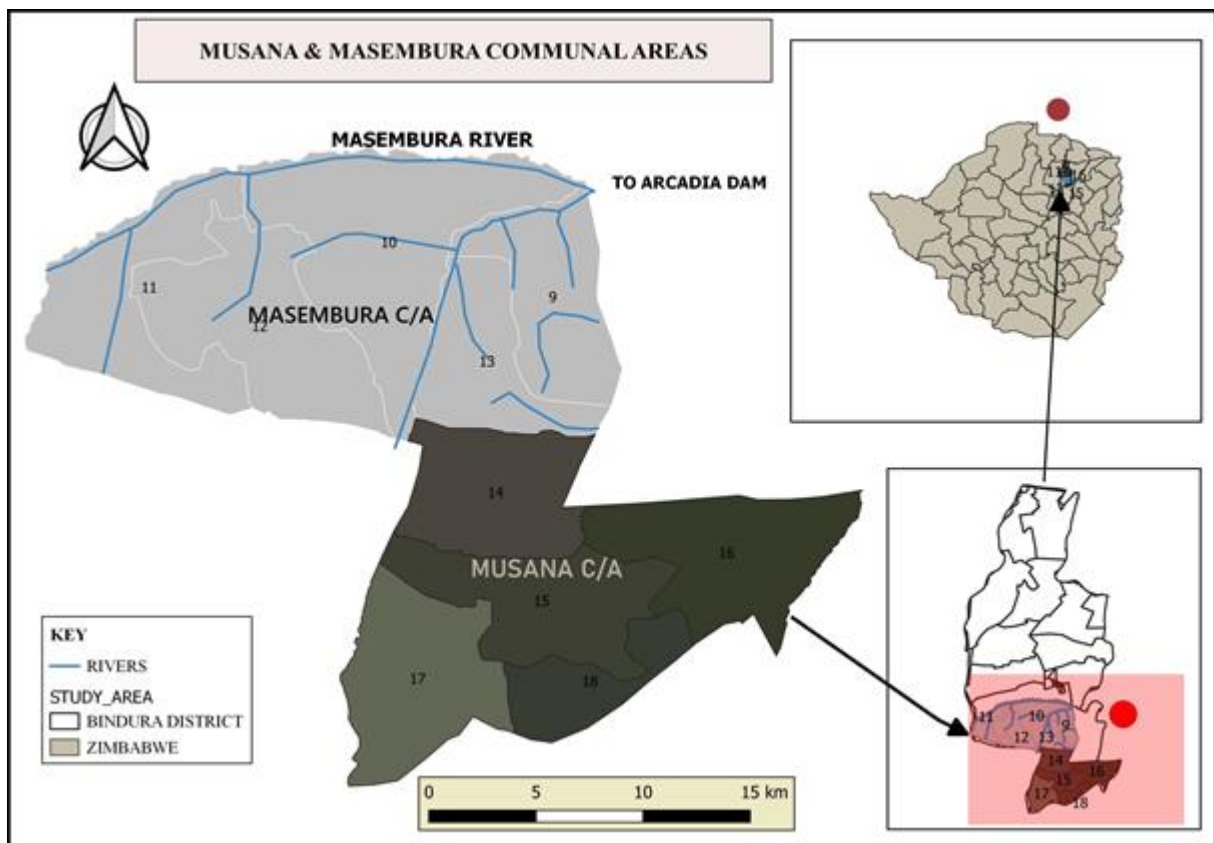 MUSANA & MASEMBURA COMMUNAL AREAS
MASEMBURA RIVER
TO ARCADIA DAM
10
11
9
MASEMBURA C/A
12
13
14
16
MUSANA C/A
15
17
18
KEY
RIVERS
STUDY_AREA
BINDURA DISTRICT
ZIMBABWE
0 5 10 15 km
15
11 10 9
12 13
14
15 16
17 18